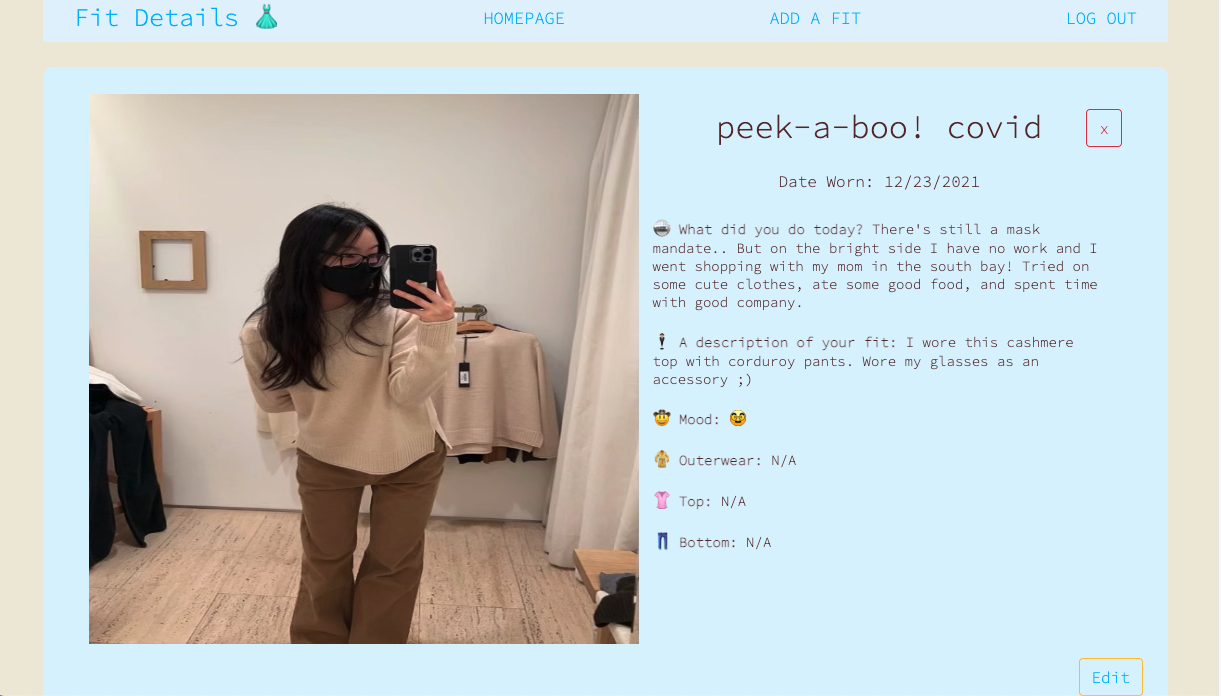 Fit Details 👗
HOMEPAGE
ADD A FIT
LOG OUT
peek-a-boo! covid
x
Date Worn: 12/23/2021
What did you do today? There's still a mask
mandate.. But on the bright side I have no work and I
went shopping with my mom in the south bay! Tried on
some cute clothes, ate some good food, and spent time
with good company.
🕴 A description of your fit: I wore this cashmere
top with corduroy pants. Wore my glasses as an
accessory ;)
🤠 Mood: 🥸
🧥 Outerwear: N/A
👚 Top: N/A
👖 Bottom: N/A
Edit